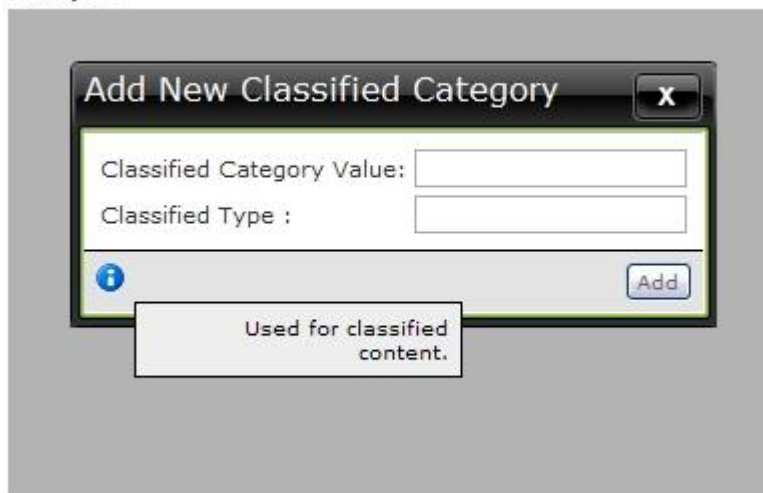 Add New Classified Category
X
Classified Category Value:
Classified Type :
Add
Used for classified
content.